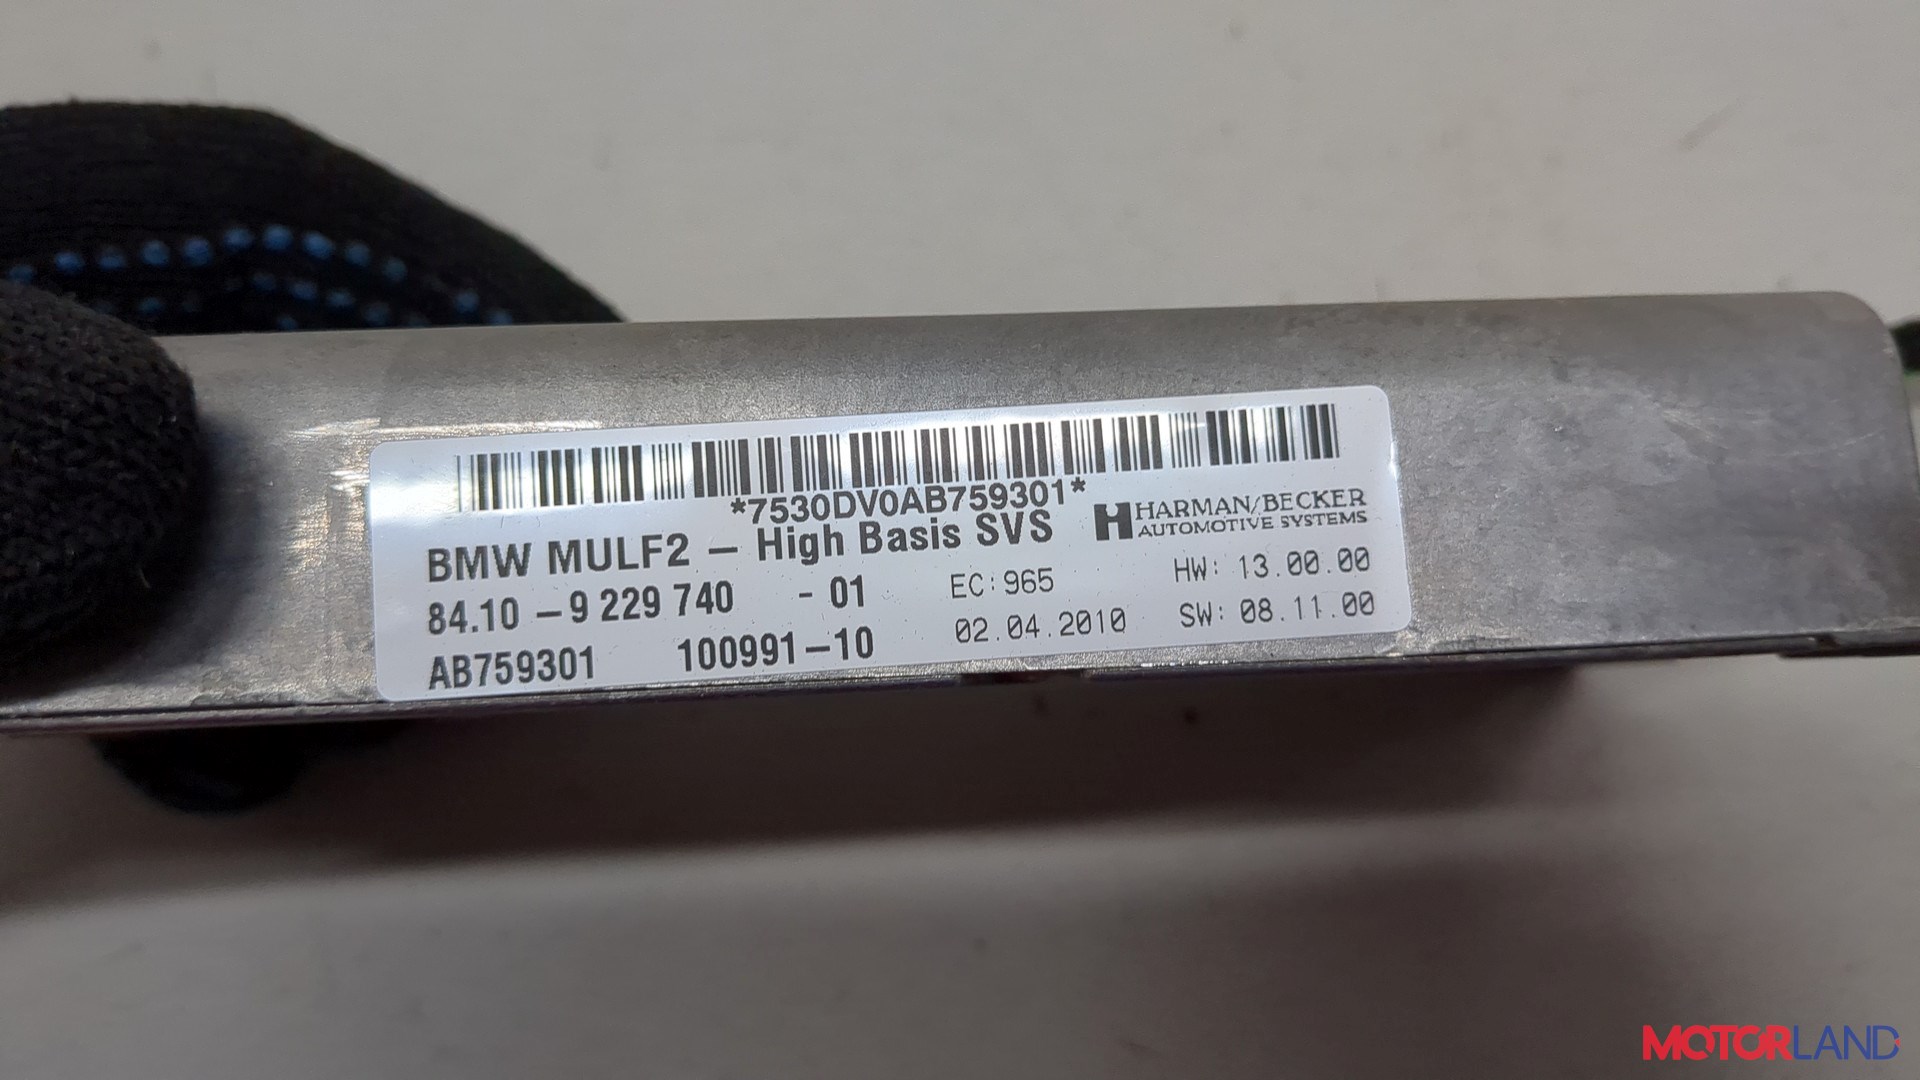 *7530DV0AB759301*
BMW MULF2 – High Basis SVS
HARMAN/BECKER
AUTOMOTIVE SYSTEMS
84.10 – 9 229 740 - 01 EC:965 HW: 13.00.00
AB759301 100991–10 02.04.2010 SW: 08.11.00
MOTORLAND